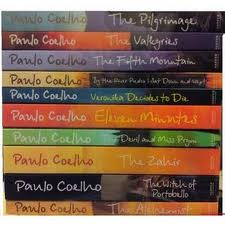 Paulo Coelho The Pilgrimage
Paulo Coelho The Valkyries
Paulo Coelho The Fifth Mountain
Paulo Coelho By the River Piedra I Sat Down and Wept
Paulo Coelho Veronika Decides to Die
Paulo Coelho Eleven Minutes
Paulo Coelho The Devil and Miss Prym
Paulo Coelho The Zahir
Paulo Coelho The Witch of
Portobello
Paulo Coelho The Alchemist